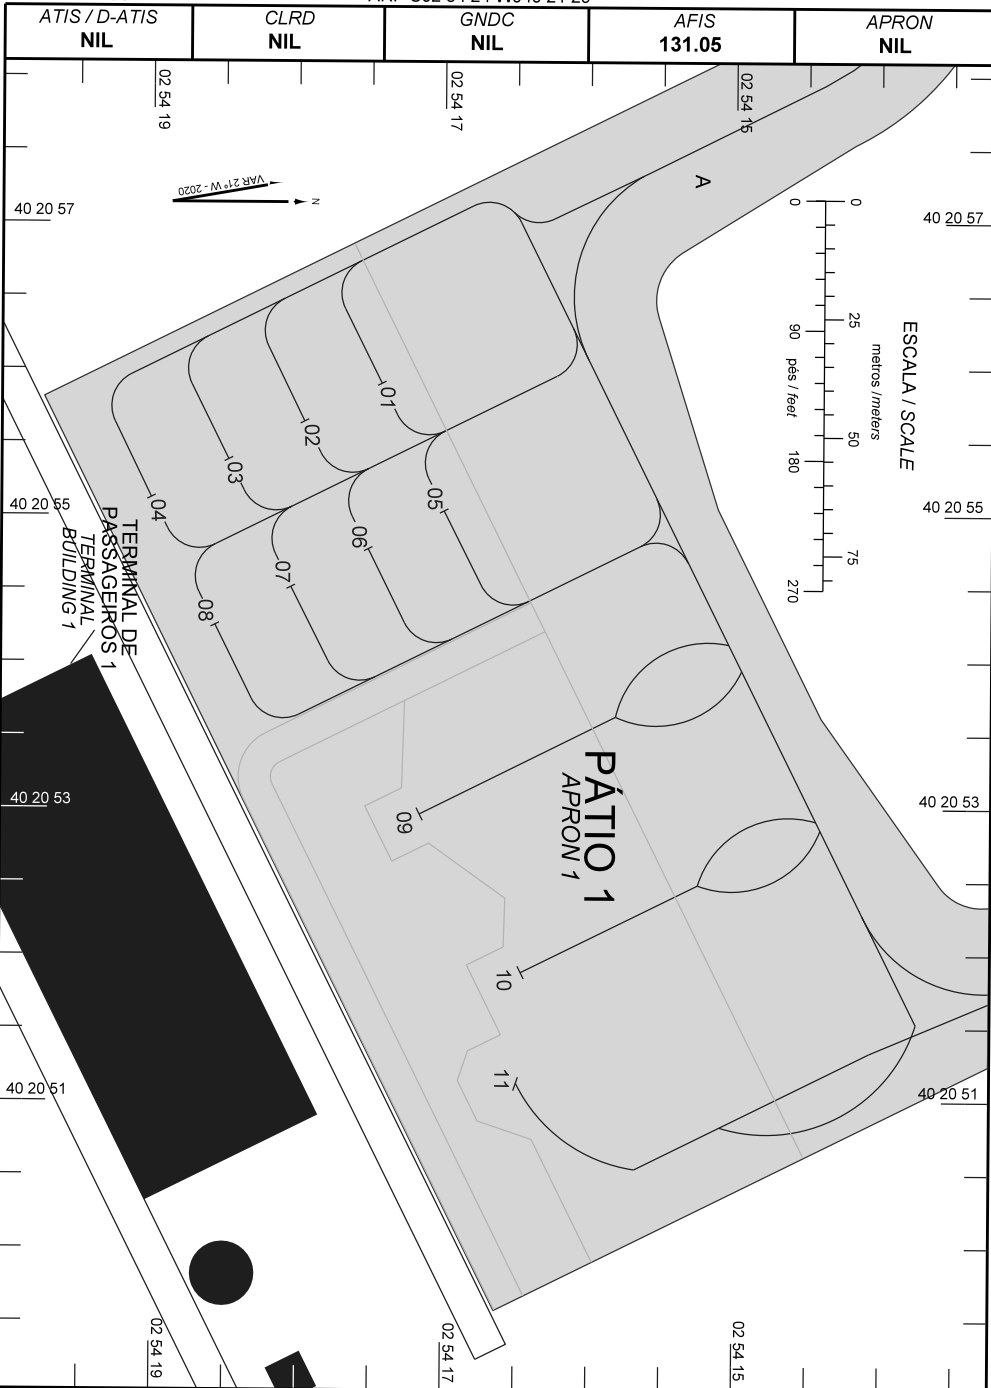 ATIS / D-ATIS
NIL
CLRD
NIL
GNDC
NIL
AFIS
131.05
APRON
NIL
02 54 19
02 54 17
02 54 15
A
VAR 21° W - 2020
N
40 20 57
40 20 57
0
0
25
90
metros / meters
pés / feet
ESCALA / SCALE
50
180
75
270
01
02
03
04
05
06
07
08
40 20 55
40 20 55
TERMINAL DE
PASSAGEIROS 1
TERMINAL
BUILDING 1
PÁTIO 1
APRON 1
09
10
11
40 20 53
40 20 53
40 20 51
40 20 51
02 54 19
02 54 17
02 54 15